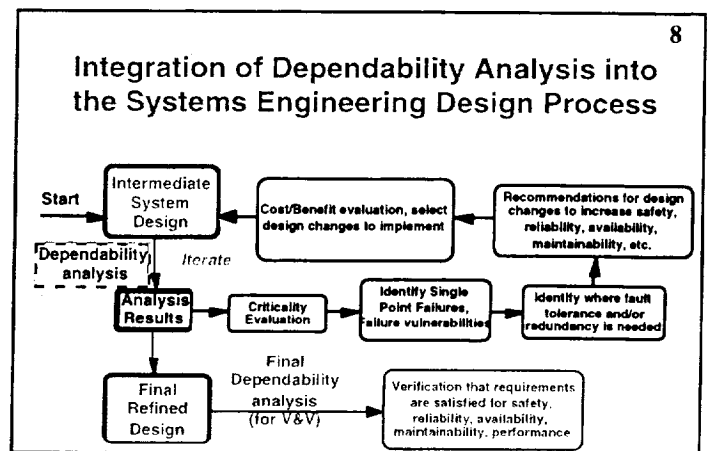 8
Integration of Dependability Analysis into
the Systems Engineering Design Process
Start
Intermediate
System
Design
Cost/Benefit evaluation, select
design changes to implement
Recommendations for design
changes to increase safety,
reliability, availability,
maintainability, etc.
Dependability
analysis
Iterate
Analysis
Results
Criticality
Evaluation
Identify Single
Point Failures,
Failure vulnerabilities
Identify where fault
tolerance and/or
redundancy is needed
Final
Refined
Design
Final
Dependability
analysis
(for V&V)
Verification that requirements
are satisfied for safety,
reliability, availability,
maintainability, performance